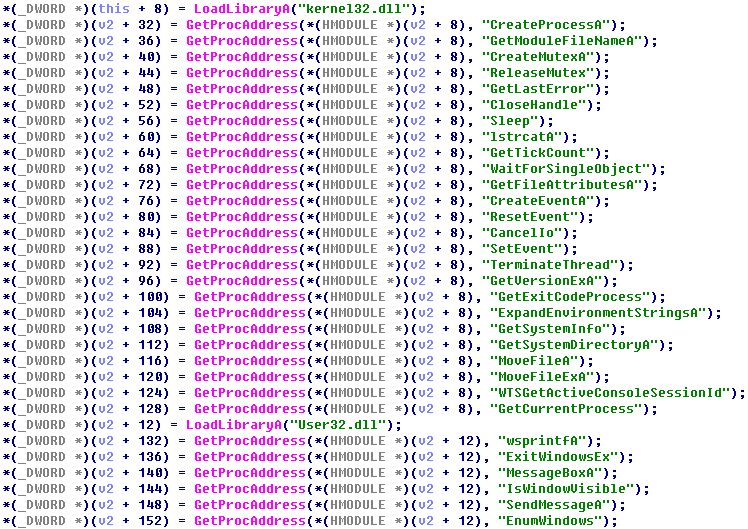 *(_DWORD *)(this + 8) = LoadLibraryA("kernel32.dll");
*(_DWORD *)(v2 + 32) = GetProcAddress(*(HMODULE *)(v2 + 8), "CreateProcessA");
*(_DWORD *)(v2 + 36) = GetProcAddress(*(HMODULE *)(v2 + 8), "GetModuleFileNameA");
*(_DWORD *)(v2 + 40) = GetProcAddress(*(HMODULE *)(v2 + 8), "CreateMutexA");
*(_DWORD *)(v2 + 44) = GetProcAddress(*(HMODULE *)(v2 + 8), "ReleaseMutex");
*(_DWORD *)(v2 + 48) = GetProcAddress(*(HMODULE *)(v2 + 8), "GetLastError");
*(_DWORD *)(v2 + 52) = GetProcAddress(*(HMODULE *)(v2 + 8), "CloseHandle");
*(_DWORD *)(v2 + 56) = GetProcAddress(*(HMODULE *)(v2 + 8), "Sleep");
*(_DWORD *)(v2 + 60) = GetProcAddress(*(HMODULE *)(v2 + 8), "lstrcatA");
*(_DWORD *)(v2 + 64) = GetProcAddress(*(HMODULE *)(v2 + 8), "GetTickCount");
*(_DWORD *)(v2 + 68) = GetProcAddress(*(HMODULE *)(v2 + 8), "WaitForSingleObject");
*(_DWORD *)(v2 + 72) = GetProcAddress(*(HMODULE *)(v2 + 8), "GetFileAttributesA");
*(_DWORD *)(v2 + 76) = GetProcAddress(*(HMODULE *)(v2 + 8), "CreateEventA");
*(_DWORD *)(v2 + 80) = GetProcAddress(*(HMODULE *)(v2 + 8), "ResetEvent");
*(_DWORD *)(v2 + 84) = GetProcAddress(*(HMODULE *)(v2 + 8), "CancelIo");
*(_DWORD *)(v2 + 88) = GetProcAddress(*(HMODULE *)(v2 + 8), "SetEvent");
*(_DWORD *)(v2 + 92) = GetProcAddress(*(HMODULE *)(v2 + 8), "TerminateThread");
*(_DWORD *)(v2 + 96) = GetProcAddress(*(HMODULE *)(v2 + 8), "GetVersionExA");
*(_DWORD *)(v2 + 100) = GetProcAddress(*(HMODULE *)(v2 + 8), "GetExitCodeProcess");
*(_DWORD *)(v2 + 104) = GetProcAddress(*(HMODULE *)(v2 + 8), "ExpandEnvironmentStringsA");
*(_DWORD *)(v2 + 108) = GetProcAddress(*(HMODULE *)(v2 + 8), "GetSystemInfo");
*(_DWORD *)(v2 + 112) = GetProcAddress(*(HMODULE *)(v2 + 8), "GetSystemDirectoryA");
*(_DWORD *)(v2 + 116) = GetProcAddress(*(HMODULE *)(v2 + 8), "MoveFileA");
*(_DWORD *)(v2 + 120) = GetProcAddress(*(HMODULE *)(v2 + 8), "MoveFileExA");
*(_DWORD *)(v2 + 124) = GetProcAddress(*(HMODULE *)(v2 + 8), "WTSGetActiveConsoleSessionId");
*(_DWORD *)(v2 + 128) = GetProcAddress(*(HMODULE *)(v2 + 8), "GetCurrentProcess");
*(_DWORD *)(v2 + 12) = LoadLibraryA("User32.dll");
*(_DWORD *)(v2 + 132) = GetProcAddress(*(HMODULE *)(v2 + 12), "wsprintfA");
*(_DWORD *)(v2 + 136) = GetProcAddress(*(HMODULE *)(v2 + 12), "ExitWindowsEx");
*(_DWORD *)(v2 + 140) = GetProcAddress(*(HMODULE *)(v2 + 12), "MessageBoxA");
*(_DWORD *)(v2 + 144) = GetProcAddress(*(HMODULE *)(v2 + 12), "IsWindowVisible");
*(_DWORD *)(v2 + 148) = GetProcAddress(*(HMODULE *)(v2 + 12), "SendMessageA");
*(_DWORD *)(v2 + 152) = GetProcAddress(*(HMODULE *)(v2 + 12), "EnumWindows");